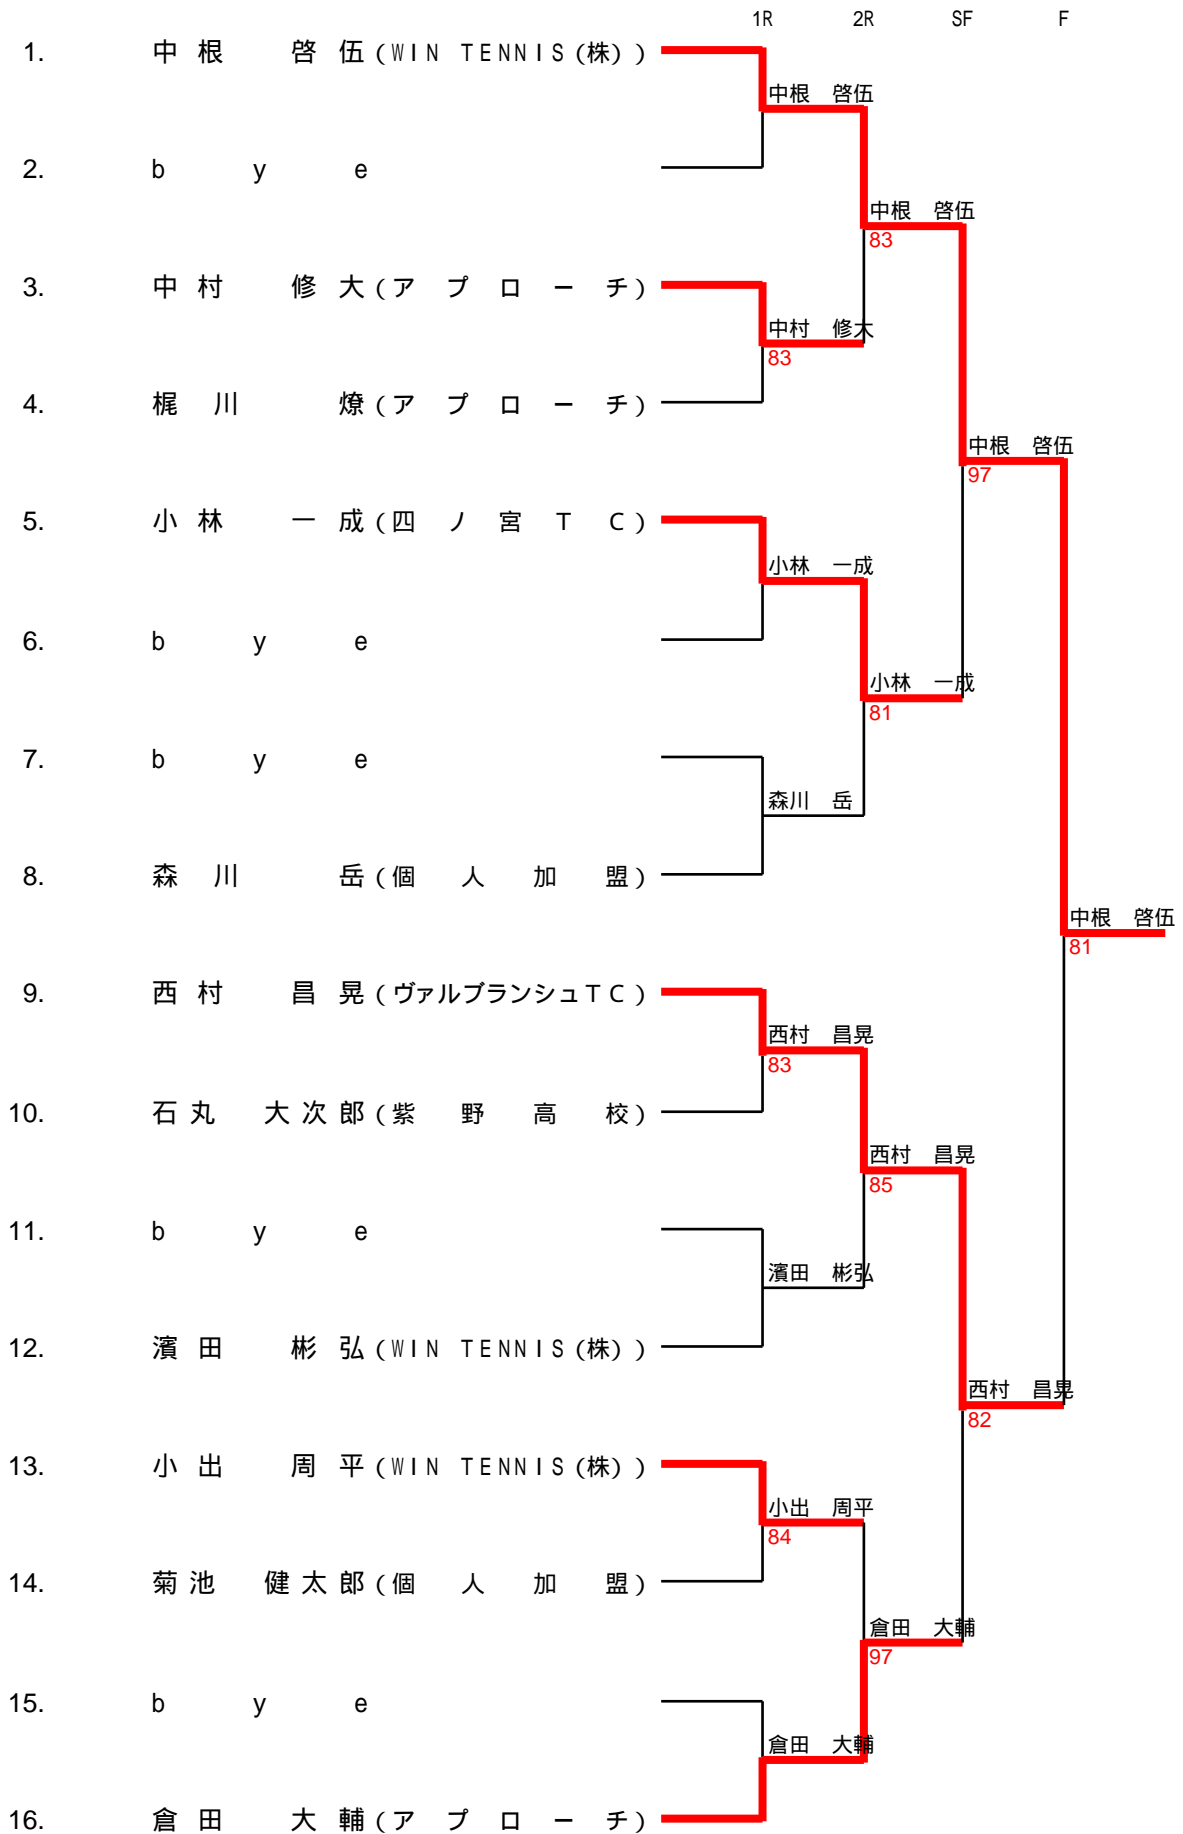 1R 2R SF F
1. 中根 啓伍(WIN TENNIS(株))
中根 啓伍
2. bye
中根 啓伍
83
3. 中村 修大(アプローチ)
中村 修大
83
4. 梶川 燎(アプローチ)
中根 啓伍
97
5. 小林 一成(四ノ宮TC)
小林 一成
6. bye
小林 一成
81
7. bye
森川 岳
8. 森川 岳(個人加盟)
中根 啓伍
81
9. 西村 昌晃(ヴァルブランシュTC)
西村 昌晃
83
10. 石丸 大次郎(紫野高校)
西村 昌晃
85
11. bye
濱田 彬弘
12. 濱田 彬弘(WIN TENNIS(株))
西村 昌晃
82
13. 小出 周平(WIN TENNIS(株))
小出 周平
84
14. 菊池 健太郎(個人加盟)
倉田 大輔
97
15. bye
倉田 大輔
16. 倉田 大輔(アプローチ)